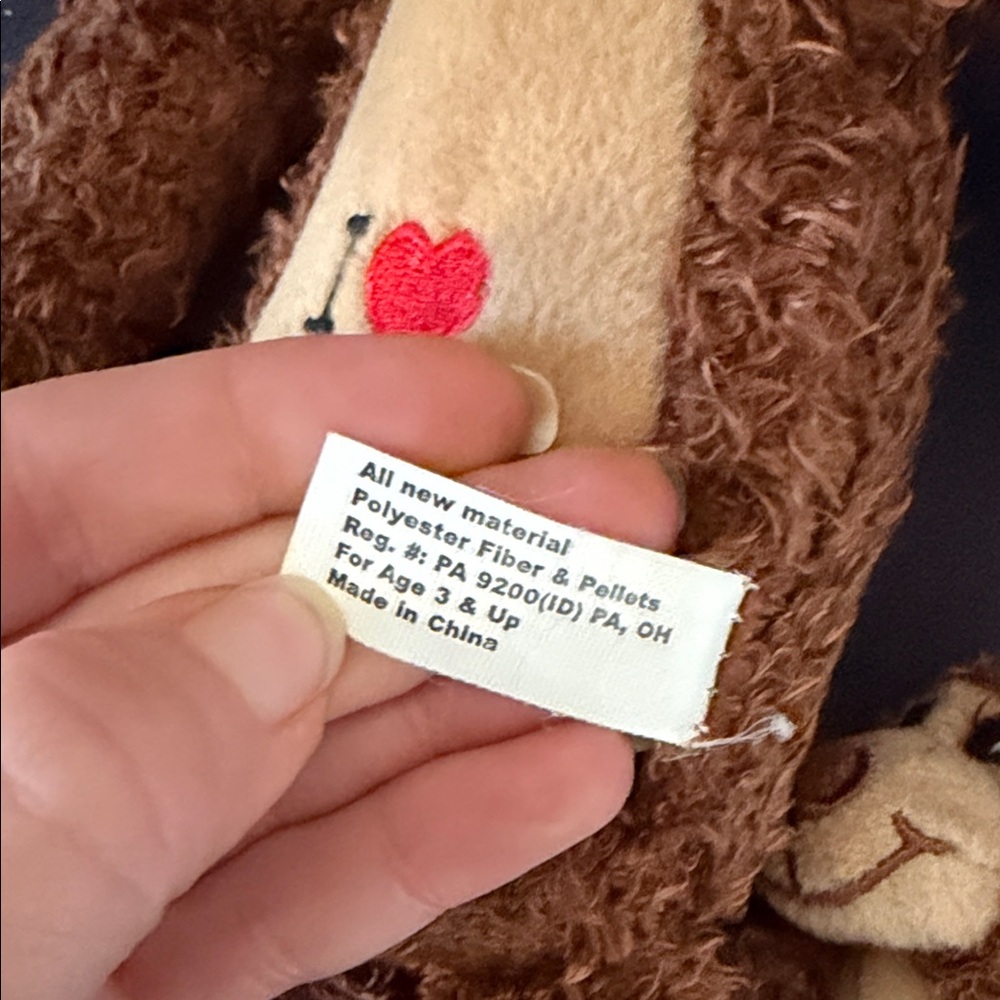 I
All new material
Polyester Fiber & Pellets
Reg. #: PA 9200(ID) PA, OH
For Age 3 & Up
Made in China